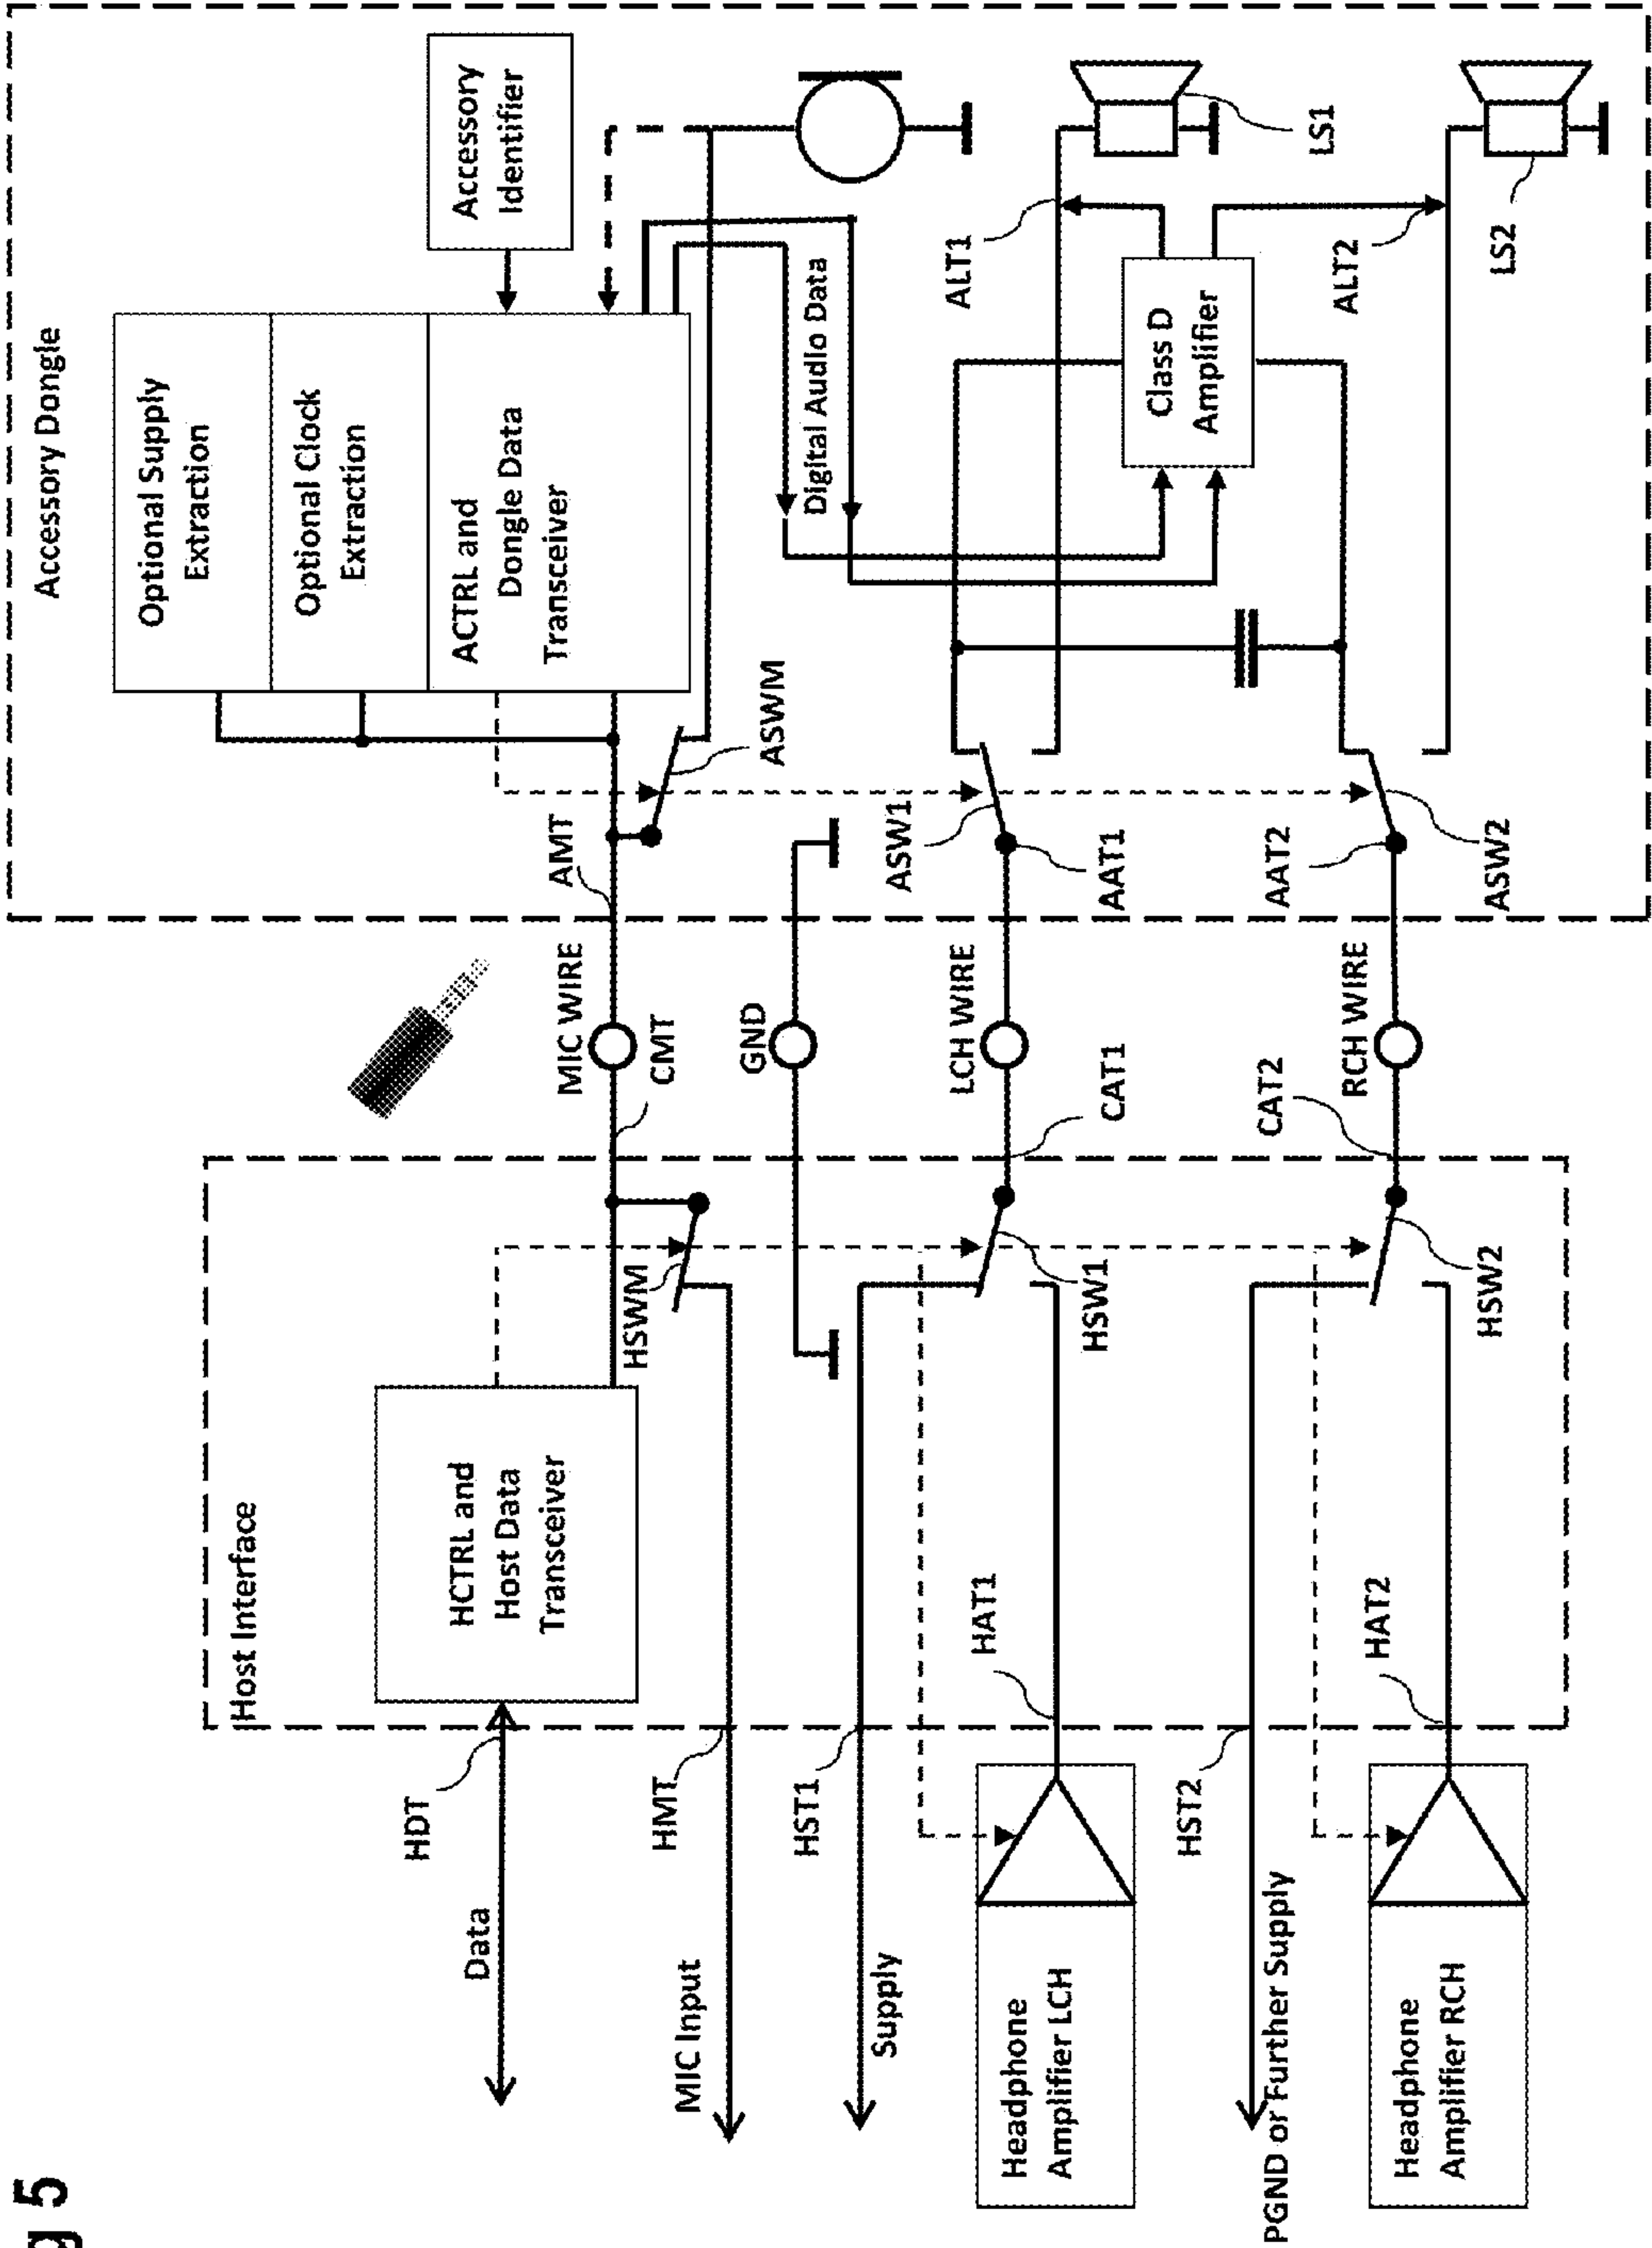 g 5
Accessory Dongle
Optional Supply
Extraction
Optional Clock
Extraction
ACTRL and
Dongle Data
Transceiver
Accessory
Identifier
Digital Audio Data
Class D
Amplifier
ALT1
ALT2
LS1
LS2
ASWM
AMT
ASW1
AAT1
AAT2
ASW2
MIC WIRE
CMT
GND
LCH WIRE
CAT1
RCH WIRE
CAT2
Host Interface
HCTRL and
Host Data
Transceiver
HSWM
HSW1
HSW2
HDT
HMT
HST1
HAT1
HST2
HAT2
Data
MIC Input
Supply
Headphone
Amplifier LCH
PGND or Further Supply
Headphone
Amplifier RCH